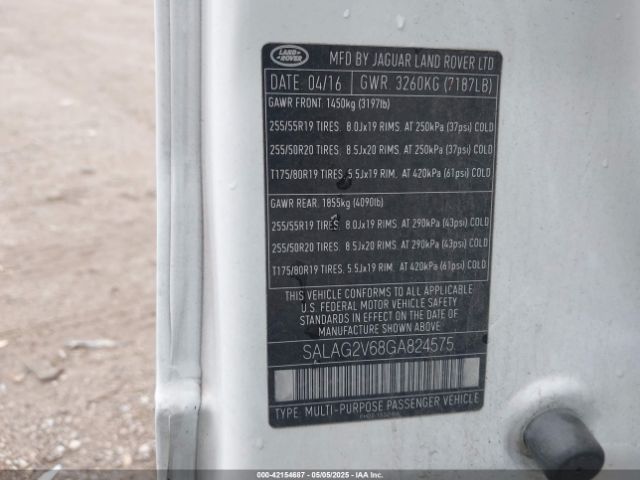 LAND
ROVER
MFD BY JAGUAR LAND ROVER LTD
DATE 04/16 GWR 3260KG (7187LB)
GAWR FRONT: 1450kg (3197lb)
255/55R19 TIRES. 8.0Jx19 RIMS. AT 250kPa (37psi) COLD
255/50R20 TIRES. 8.5Jx20 RIMS. AT 250kPa (37psi) COLD
T175/80R19 TIRES. 5.5Jx19 RIM. AT 420kPa (61psi) COLD
GAWR REAR: 1855kg (4090lb)
255/55R19 TIRES. 8.0Jx19 RIMS. AT 290kPa (43psi) COLD
255/50R20 TIRES. 8.5Jx20 RIMS. AT 290kPa (43psi) COLD
T175/80R19 TIRES. 5.5Jx19 RIM. AT 420kPa (61psi) COLD
THIS VEHICLE CONFORMS TO ALL APPLICABLE
U.S. FEDERAL MOTOR VEHICLE SAFETY
STANDARDS IN EFFECT ON THE DATE OF
MANUFACTURE SHOWN ABOVE
SALAG2V68GA824575
TYPE: MULTI-PURPOSE PASSENGER VEHICLE
000-42154687 - 05/05/2025 - IAAI.COM